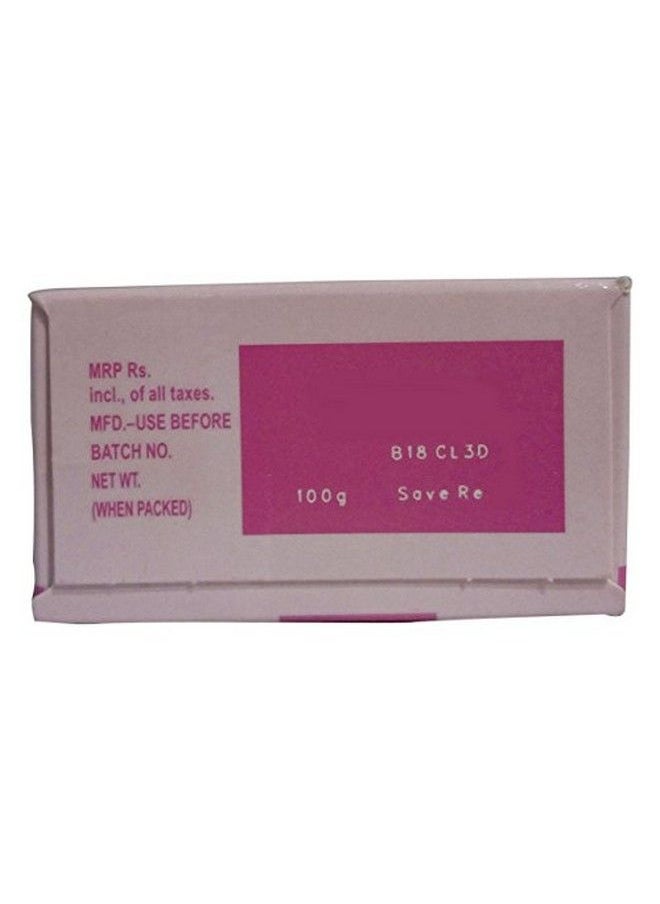 MRP Rs.
incl., of all taxes.
MFD.–USE BEFORE
BATCH NO. B18 CL3D
NET WT. 100g Save Re
(WHEN PACKED)